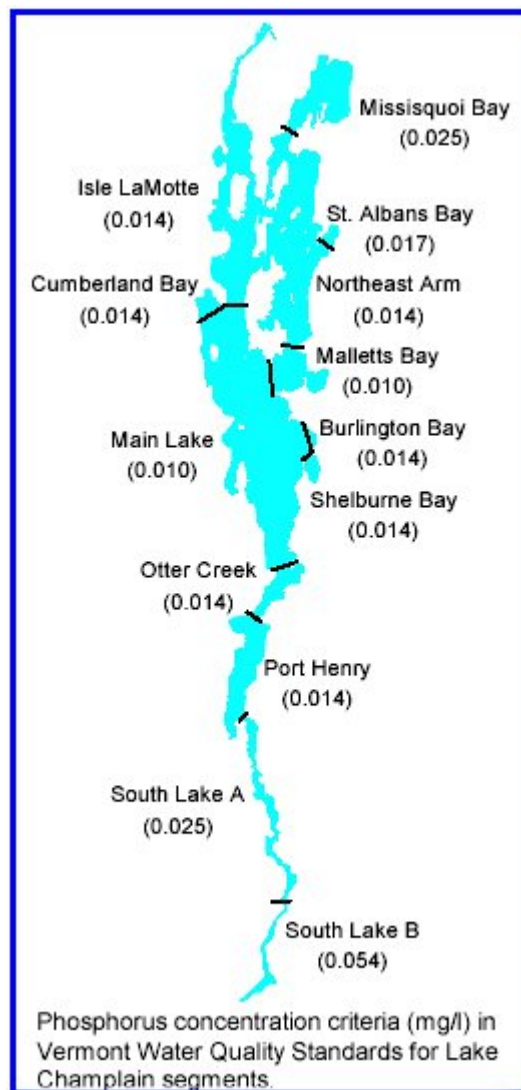 Missisquoi Bay
(0.025)
Isle LaMotte
(0.014)
St. Albans Bay
(0.017)
Cumberland Bay
(0.014)
Northeast Arm
(0.014)
Malletts Bay
(0.010)
Main Lake
(0.010)
Burlington Bay
(0.014)
Shelburne Bay
(0.014)
Otter Creek
(0.014)
Port Henry
(0.014)
South Lake A
(0.025)
South Lake B
(0.054)
Phosphorus concentration criteria (mg/l) in
Vermont Water Quality Standards for Lake
Champlain segments.